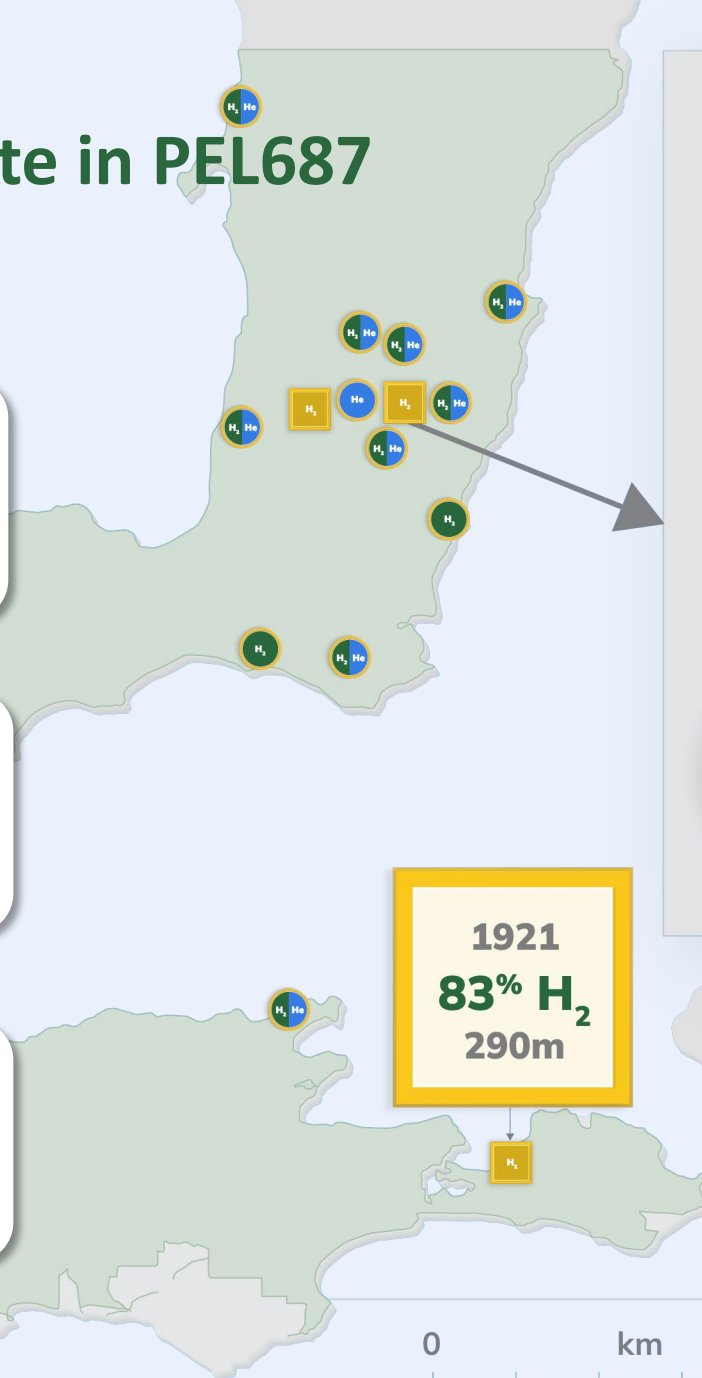 H₂ He
te in PEL687
H₂ He
H₂ He
H₂ He
H₂
He
H₂
H₂ He
H₂ He
H₂ He
H₂
H₂
H₂ He
1921
83% H₂
290m
H₂ He
H₂
0 km